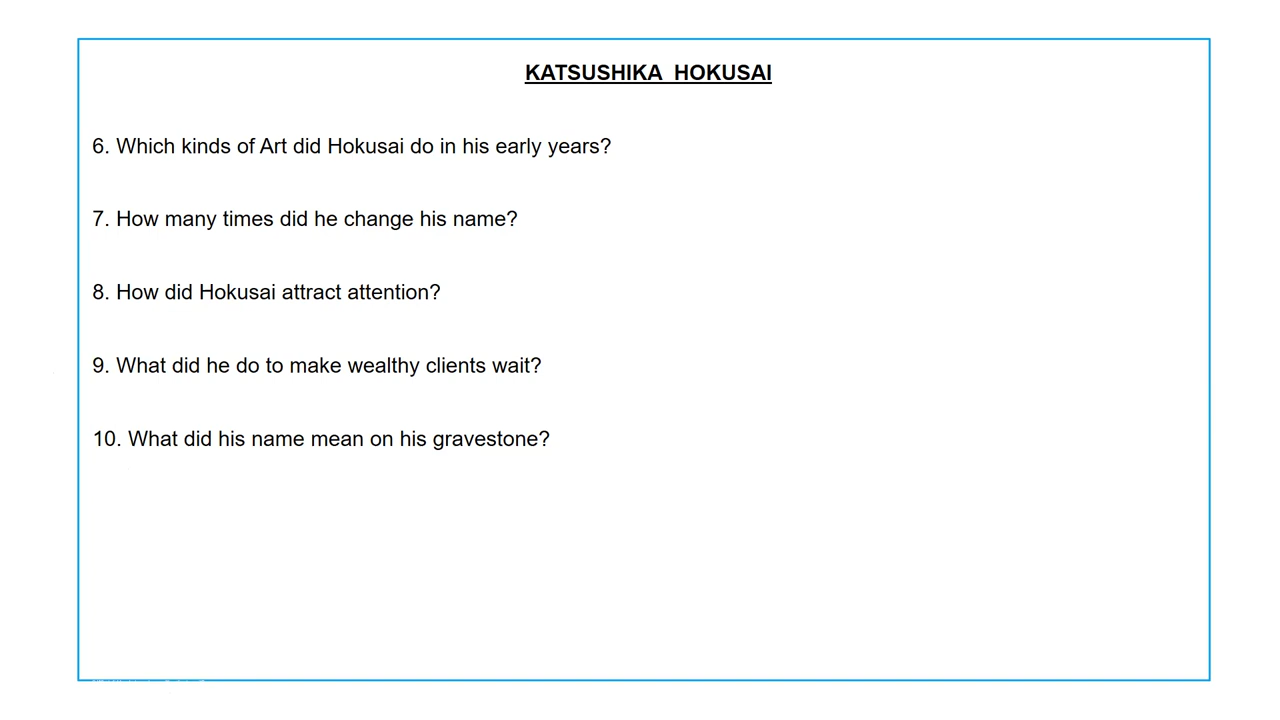 KATSUSHIKA HOKUSAI
6. Which kinds of Art did Hokusai do in his early years?
7. How many times did he change his name?
8. How did Hokusai attract attention?
9. What did he do to make wealthy clients wait?
10. What did his name mean on his gravestone?